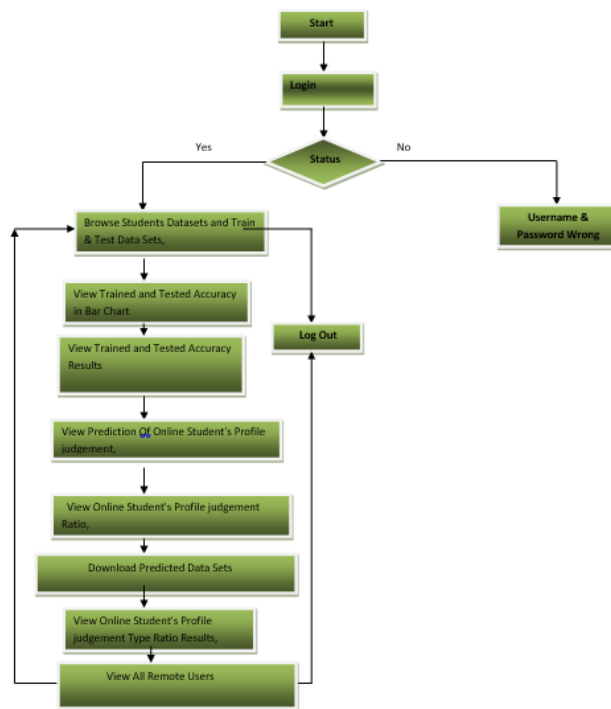 Start
Login
Status
Yes
No
Browse Students Datasets and Train
& Test Data Sets,
Username &
Password Wrong
View Trained and Tested Accuracy
in Bar Chart
Log Out
View Trained and Tested Accuracy
Results
View Prediction Of Online Student's Profile
judgement,
View Online Student's Profile judgement
Ratio,
Download Predicted Data Sets
View Online Student's Profile
judgement Type Ratio Results,
View All Remote Users